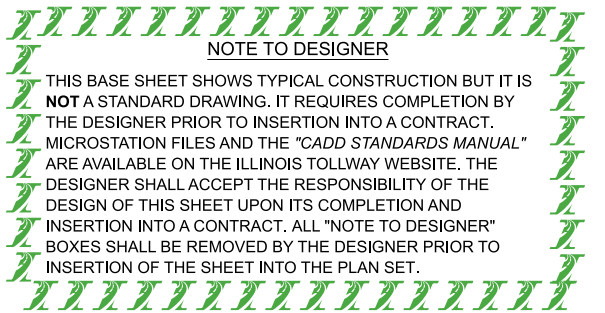 NOTE TO DESIGNER
THIS BASE SHEET SHOWS TYPICAL CONSTRUCTION BUT IT IS
NOT A STANDARD DRAWING. IT REQUIRES COMPLETION BY
THE DESIGNER PRIOR TO INSERTION INTO A CONTRACT.
MICROSTATION FILES AND THE "CADD STANDARDS MANUAL"
ARE AVAILABLE ON THE ILLINOIS TOLLWAY WEBSITE. THE
DESIGNER SHALL ACCEPT THE RESPONSIBILITY OF THE
DESIGN OF THIS SHEET UPON ITS COMPLETION AND
INSERTION INTO A CONTRACT. ALL "NOTE TO DESIGNER"
BOXES SHALL BE REMOVED BY THE DESIGNER PRIOR TO
INSERTION OF THE SHEET INTO THE PLAN SET.